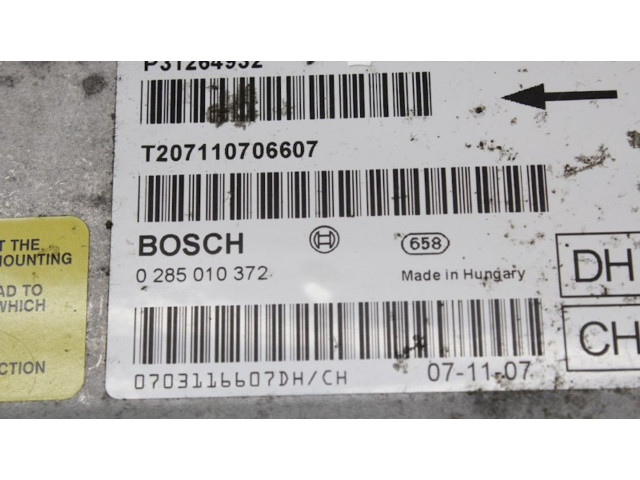 P31264932
T207110706607
BOSCH
658
0 285 010 372
Made in Hungary
DH
CH
0703116607DH/CH
07-11-07
T THE
MOUNTING
AD TO
WHICH
CTION